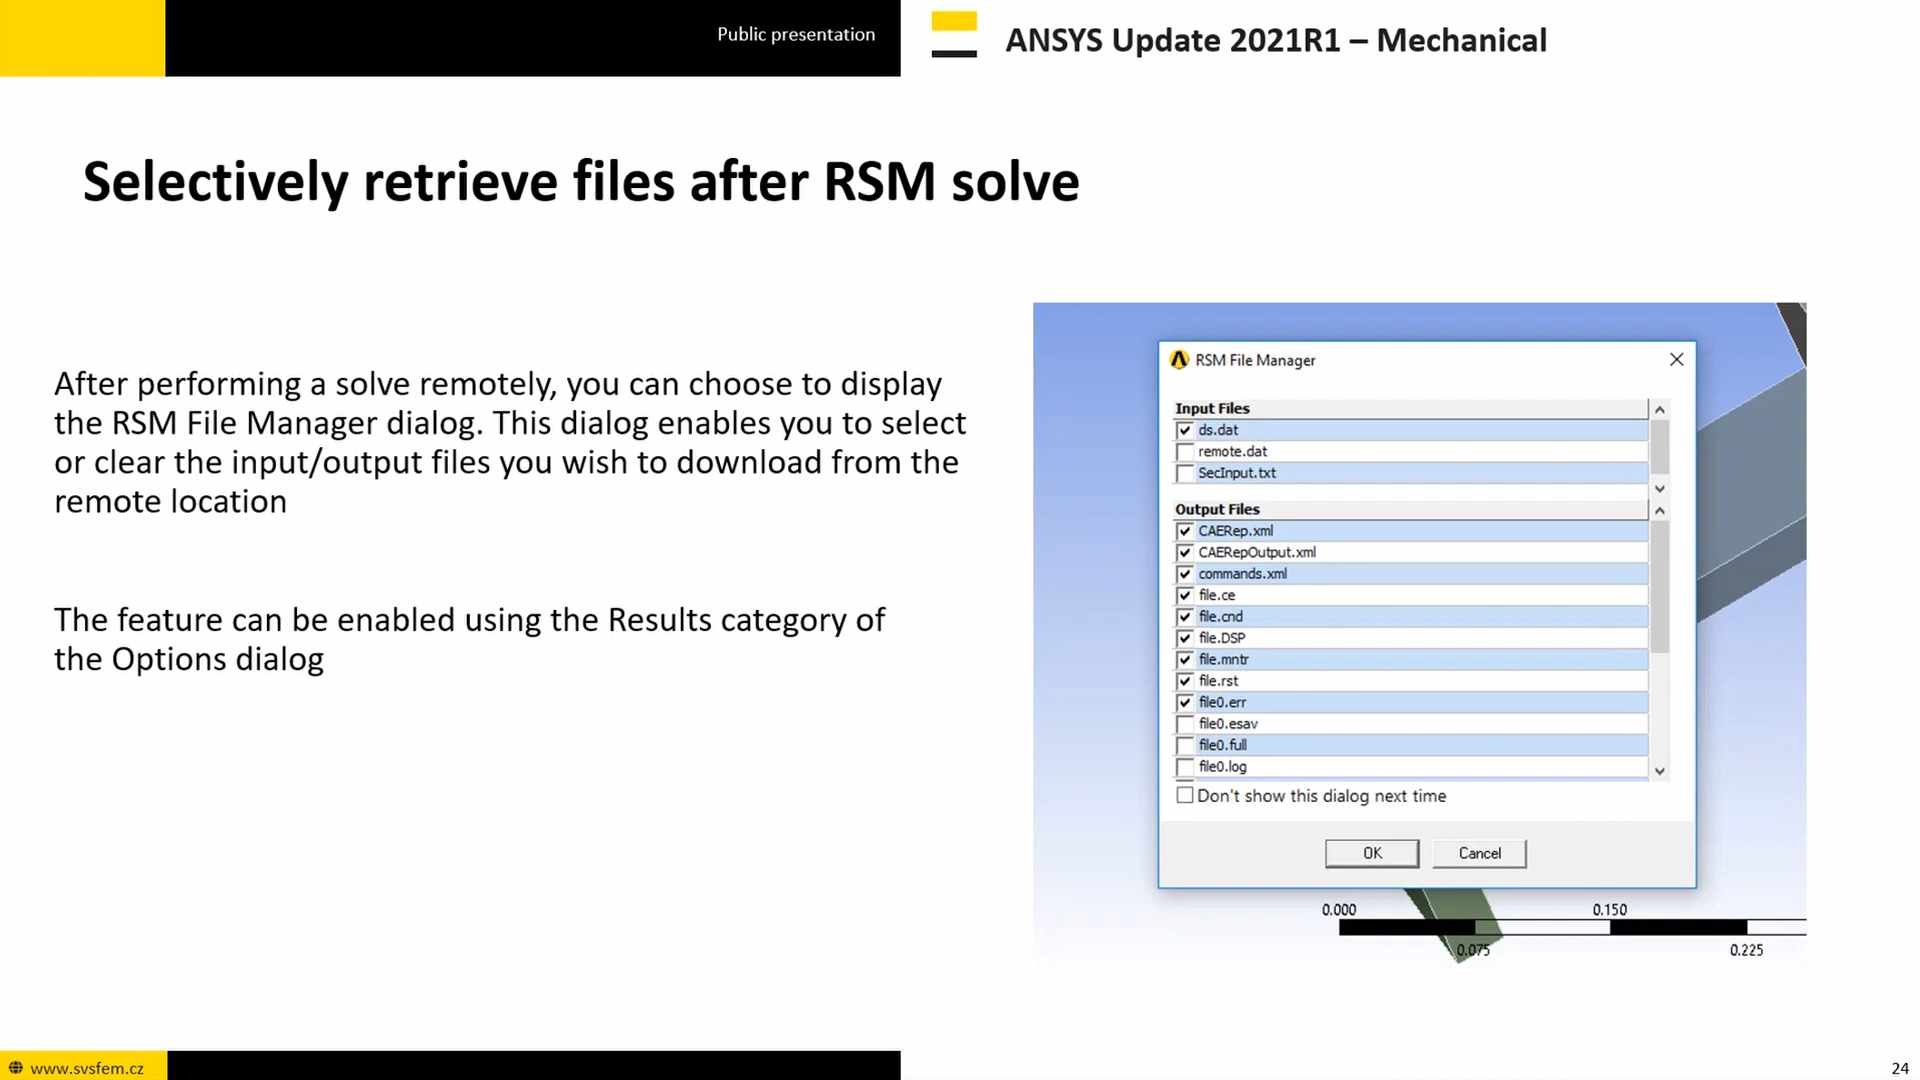 Public presentation
ANSYS Update 2021R1 – Mechanical
Selectively retrieve files after RSM solve
After performing a solve remotely, you can choose to display
the RSM File Manager dialog. This dialog enables you to select
or clear the input/output files you wish to download from the
remote location
The feature can be enabled using the Results category of
the Options dialog
RSM File Manager
Input Files
ds.dat
remote.dat
SecInput.txt
Output Files
CAERep.xml
CAERepOutput.xml
commands.xml
file.ce
file.cnd
file.DSP
file.mntr
file.rst
file0.err
file0.esav
file0.full
file0.log
Don't show this dialog next time
OK
Cancel
0.000
0.150
0.075
0.225
www.svsfem.cz
24